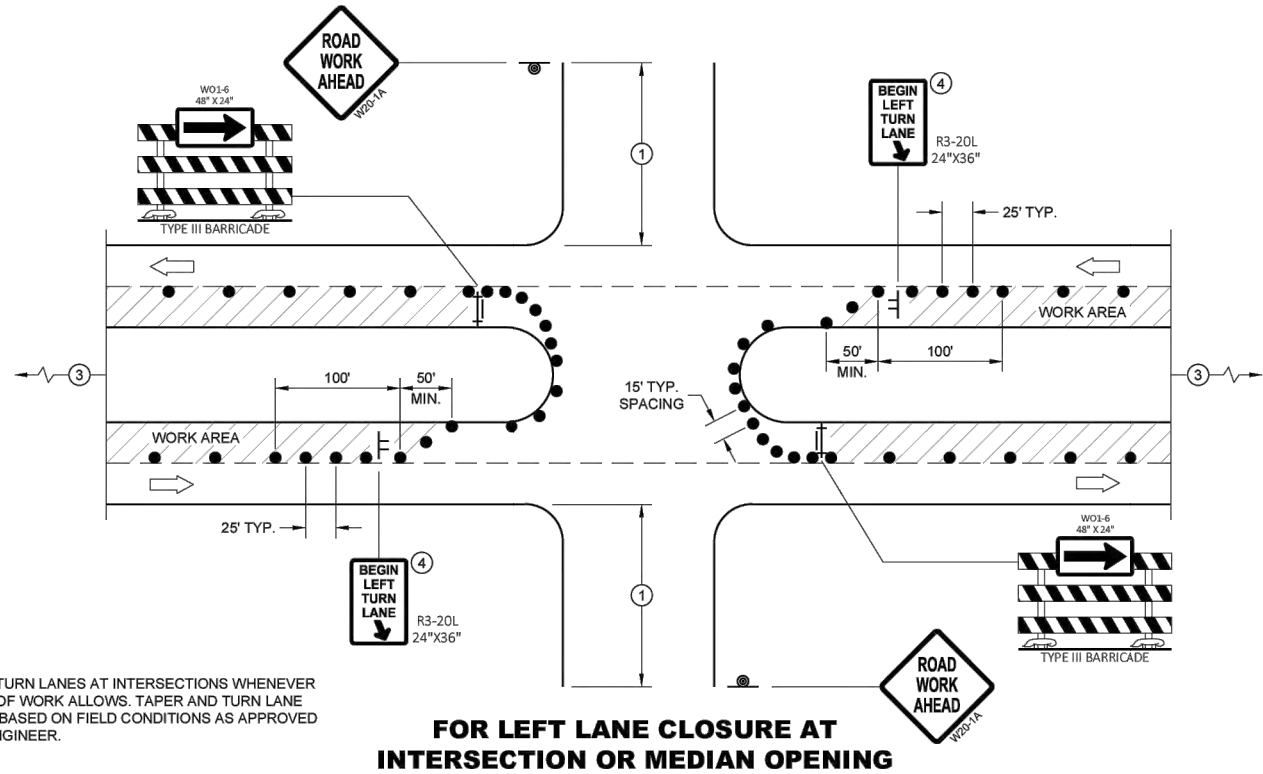 ROAD
WORK
AHEAD
W20-1A
WO1-6
48" X 24"
TYPE III BARRICADE
1
BEGIN
LEFT
TURN
LANE
4
R3-20L
24"X36"
25' TYP.
WORK AREA
50'
MIN.
100'
3
3
100'
50'
MIN.
15' TYP.
SPACING
WORK AREA
25' TYP.
BEGIN
LEFT
TURN
LANE
4
R3-20L
24"X36"
1
WO1-6
48" X 24"
TYPE III BARRICADE
ROAD
WORK
AHEAD
W20-1A
TURN LANES AT INTERSECTIONS WHENEVER
OF WORK ALLOWS. TAPER AND TURN LANE
BASED ON FIELD CONDITIONS AS APPROVED
NGINEER.
FOR LEFT LANE CLOSURE AT
INTERSECTION OR MEDIAN OPENING